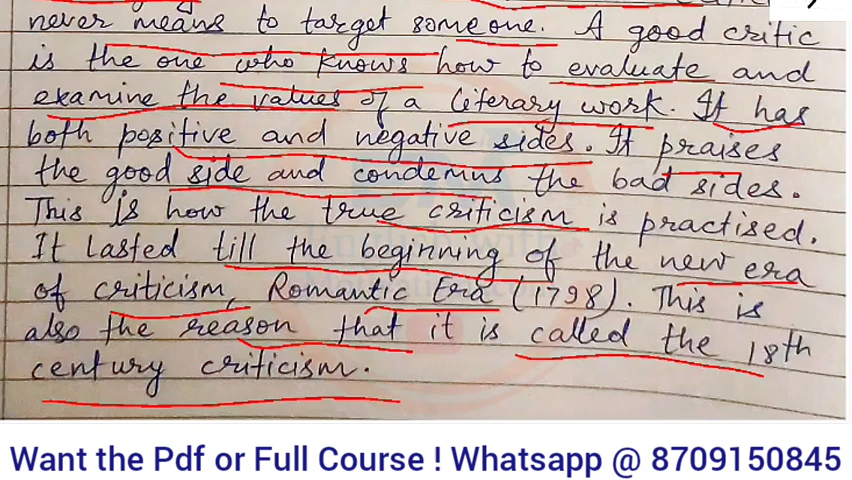 never means to target someone. A good critic
is the one who knows how to evaluate and
examine the values of a literary work. It has
both positive and negative sides. It praises
the good side and condemns the bad sides.
This is how the true criticism is practised.
It lasted till the beginning of the new era
of criticism, Romantic Era (1798). This is
also the reason that it is called the 18th
century criticism.
Want the Pdf or Full Course ! Whatsapp @ 8709150845